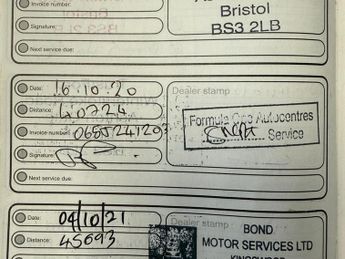 Invoice number:
Bristol
Signature:
BS3 2LB
Next service due:
Date: 16.10.20
Dealer stamp
Distance: 40724
Formula One Autocentres
Invoice number:
Service
Signature:
Next service due:
Date: 09/10/21
Dealer stamp
BOND
Distance: 45693
MOTOR SERVICES LTD
KINGSWOOD